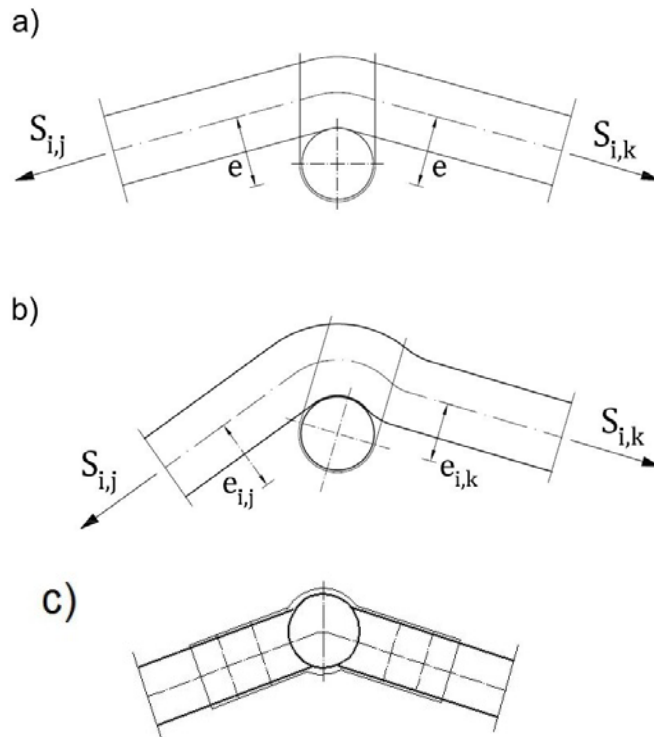 a)
S_{i,j}
e
e
S_{i,k}
b)
S_{i,j}
e_{i,j}
e_{i,k}
S_{i,k}
c)